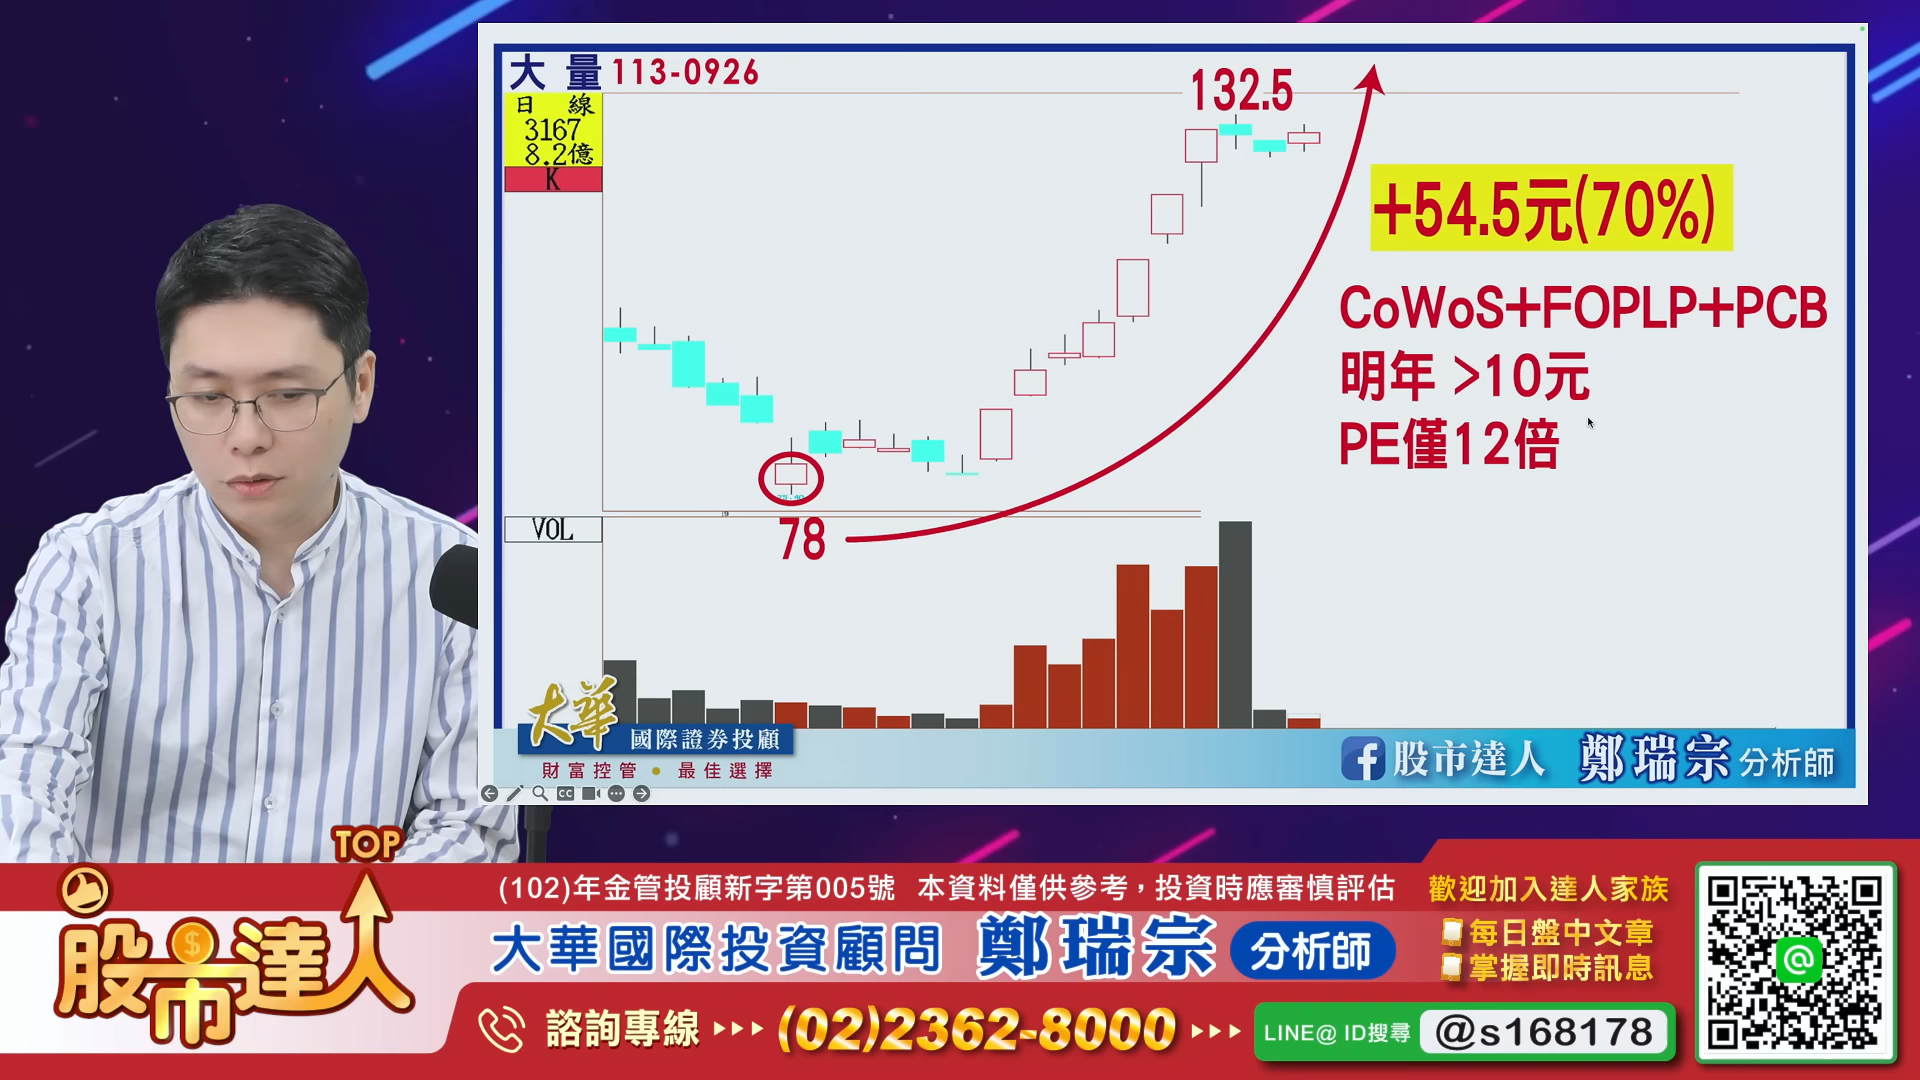 大量 113-0926
日線
3167
8.2億
K
132.5
+54.5元(70%)
CoWoS+FOPLP+PCB
明年 >10元
PE僅12倍
78
VOL
大華
國際證券投顧
財富控管 • 最佳選擇
股市達人 鄭瑞宗 分析師
CC
TOP
股市達人
(102)年金管投顧新字第005號 本資料僅供參考，投資時應審慎評估
大華國際投資顧問 鄭瑞宗 分析師
諮詢專線 (02)2362-8000
歡迎加入達人家族
每日盤中文章
掌握即時訊息
LINE@ ID搜尋 @s168178